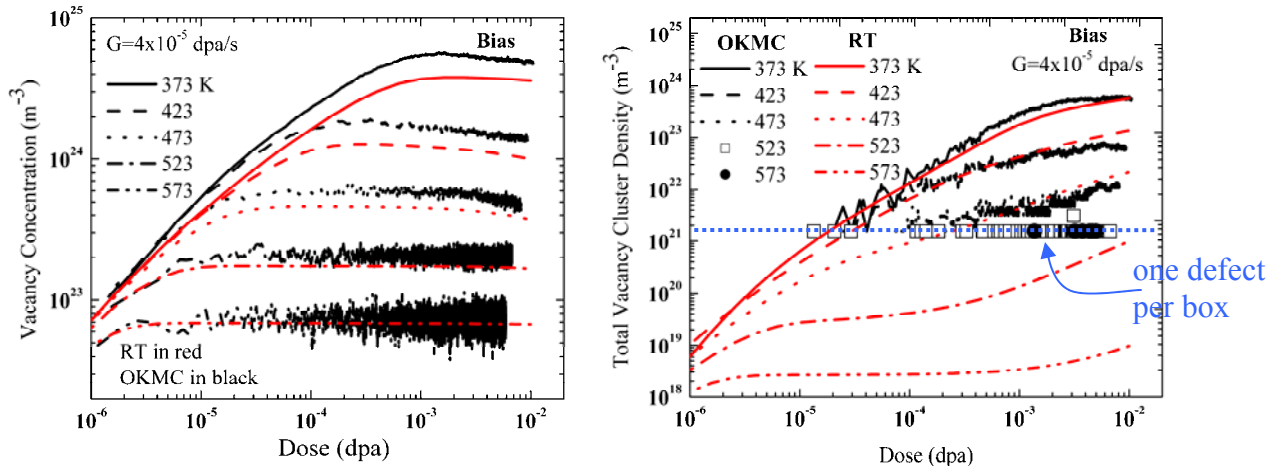 10^25
10^24
10^23
Vacancy Concentration (m^-3)
G=4x10^-5 dpa/s
Bias
373 K
423
473
523
573
RT in red
OKMC in black
10^-6
10^-5
10^-4
10^-3
10^-2
Dose (dpa)
10^25
10^24
10^23
10^22
10^21
10^20
10^19
10^18
Total Vacancy Cluster Density (m^-3)
OKMC RT Bias
G=4x10^-5 dpa/s
373 K 373 K
423 423
473 473
523 523
573 573
one defect
per box
10^-6
10^-5
10^-4
10^-3
10^-2
Dose (dpa)